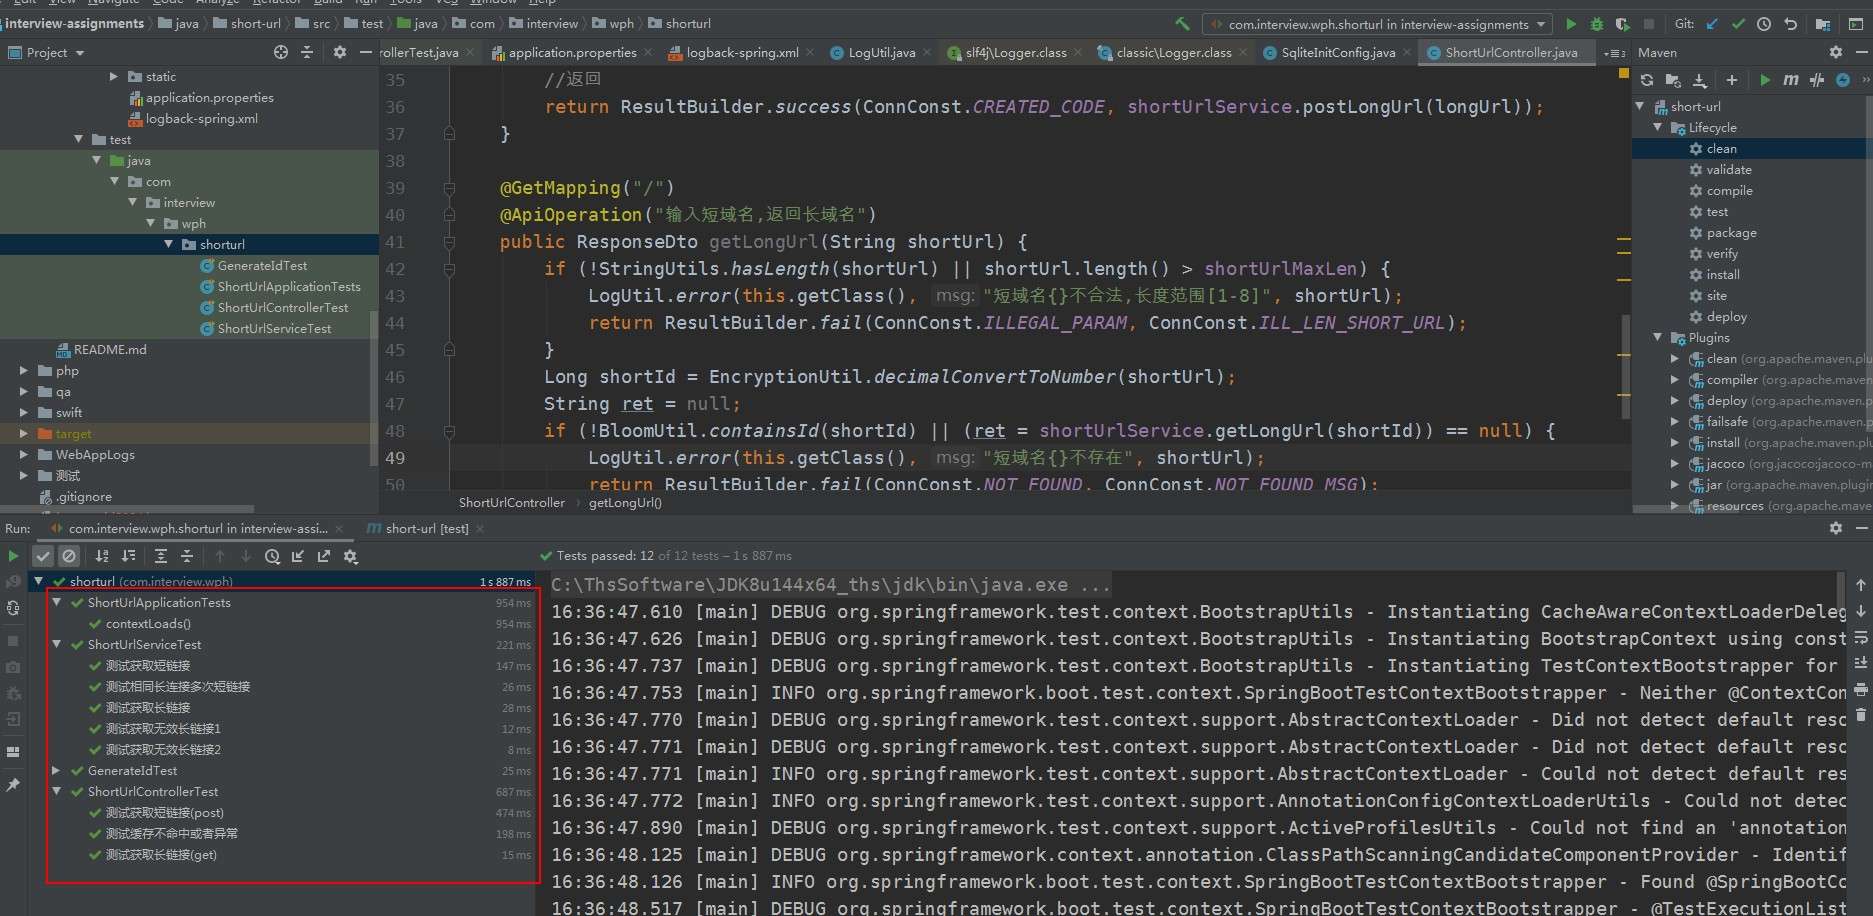 Edit View Navigate Code Analyze Refactor Build Run Tools VCS Window Help
interview-assignments java short-url src test java com interview wph shorturl
com.interview.wph.shorturl in interview-assignments Git:
Project
ollerTest.java application.properties logback-spring.xml LogUtil.java slf4j\Logger.class classic\Logger.class SqliteInitConfig.java ShortUrlController.java
Maven
static
application.properties
logback-spring.xml
test
java
com
interview
wph
shorturl
GenerateIdTest
ShortUrlApplicationTests
ShortUrlControllerTest
ShortUrlServiceTest
README.md
php
qa
swift
target
WebAppLogs
测试
.gitignore
35 //返回
36 return ResultBuilder.success(ConnConst.CREATED_CODE, shortUrlService.postLongUrl(longUrl));
37 }
38
39 @GetMapping("/")
40 @ApiOperation("输入短域名,返回长域名")
41 public ResponseDto getLongUrl(String shortUrl) {
42 if (!StringUtils.hasLength(shortUrl) || shortUrl.length() > shortUrlMaxLen) {
43 LogUtil.error(this.getClass(), msg: "短域名{}不合法,长度范围[1-8]", shortUrl);
44 return ResultBuilder.fail(ConnConst.ILLEGAL_PARAM, ConnConst.ILL_LEN_SHORT_URL);
45 }
46 Long shortId = EncryptionUtil.decimalConvertToNumber(shortUrl);
47 String ret = null;
48 if (!BloomUtil.containsId(shortId) || (ret = shortUrlService.getLongUrl(shortId)) == null) {
49 LogUtil.error(this.getClass(), msg: "短域名{}不存在", shortUrl);
50 return ResultBuilder.fail(ConnConst.NOT_FOUND, ConnConst.NOT_FOUND_MSG);
ShortUrlController getLongUrl()
short-url
Lifecycle
clean
validate
compile
test
package
verify
install
site
deploy
Plugins
clean (org.apache.maven.plu
compiler (org.apache.maven
deploy (org.apache.maven.p
failsafe (org.apache.maven.
install (org.apache.maven.plu
jacoco (org.jacoco:jacoco-m
jar (org.apache.maven.plugin
resources (org.apache.mave
Run: com.interview.wph.shorturl in interview-assi... short-url [test]
Tests passed: 12 of 12 tests – 1 s 887 ms
shorturl (com.interview.wph) 1 s 887 ms
ShortUrlApplicationTests 954 ms
contextLoads() 954 ms
ShortUrlServiceTest 221 ms
测试获取短链接 147 ms
测试相同长连接多次短链接 26 ms
测试获取长链接 28 ms
测试获取无效长链接1 12 ms
测试获取无效长链接2 8 ms
GenerateIdTest 25 ms
ShortUrlControllerTest 687 ms
测试获取短链接(post) 474 ms
测试缓存不命中或者异常 198 ms
测试获取长链接(get) 15 ms
C:\ThsSoftware\JDK8u144x64_ths\jdk\bin\java.exe ...
16:36:47.610 [main] DEBUG org.springframework.test.context.BootstrapUtils - Instantiating CacheAwareContextLoaderDeleg
16:36:47.626 [main] DEBUG org.springframework.test.context.BootstrapUtils - Instantiating BootstrapContext using const
16:36:47.737 [main] DEBUG org.springframework.test.context.BootstrapUtils - Instantiating TestContextBootstrapper for
16:36:47.753 [main] INFO org.springframework.boot.test.context.SpringBootTestContextBootstrapper - Neither @ContextCon
16:36:47.770 [main] DEBUG org.springframework.test.context.support.AbstractContextLoader - Did not detect default reso
16:36:47.771 [main] DEBUG org.springframework.test.context.support.AbstractContextLoader - Did not detect default reso
16:36:47.771 [main] INFO org.springframework.test.context.support.AbstractContextLoader - Could not detect default res
16:36:47.772 [main] INFO org.springframework.test.context.support.AnnotationConfigContextLoaderUtils - Could not detec
16:36:47.890 [main] DEBUG org.springframework.test.context.support.ActiveProfilesUtils - Could not find an 'annotation
16:36:48.125 [main] DEBUG org.springframework.context.annotation.ClassPathScanningCandidateComponentProvider - Identif
16:36:48.126 [main] INFO org.springframework.boot.test.context.SpringBootTestContextBootstrapper - Found @SpringBootCo
16:36:48.517 [main] DEBUG org.springframework.boot.test.context.SpringBootTestContextBootstrapper - @TestExecutionList